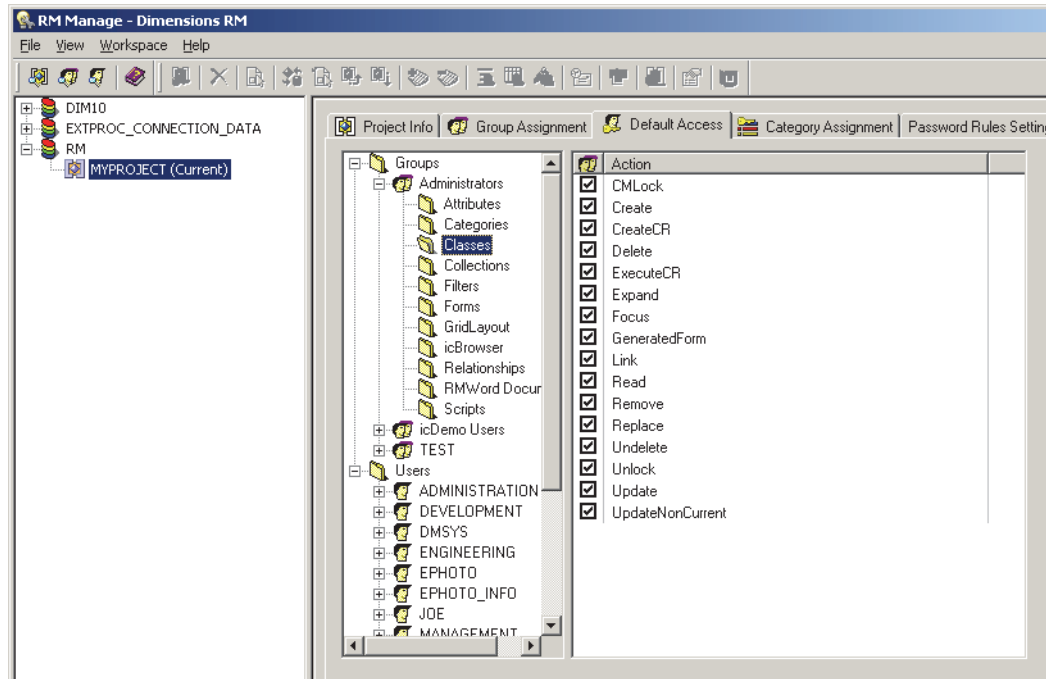 RM Manage - Dimensions RM
File View Workspace Help
DIM10
EXTPROC_CONNECTION_DATA
RM
MYPROJECT (Current)
Project Info Group Assignment Default Access Category Assignment Password Rules Setting
Groups
Administrators
Attributes
Categories
Classes
Collections
Filters
Forms
GridLayout
icBrowser
Relationships
RMWord Docur
Scripts
icDemo Users
TEST
Users
ADMINISTRATION
DEVELOPMENT
DMSYS
ENGINEERING
EPHOTO
EPHOTO_INFO
JOE
MANAGEMENT
Action
CMLock
Create
CreateCR
Delete
ExecuteCR
Expand
Focus
GeneratedForm
Link
Read
Remove
Replace
Undelete
Unlock
Update
UpdateNonCurrent